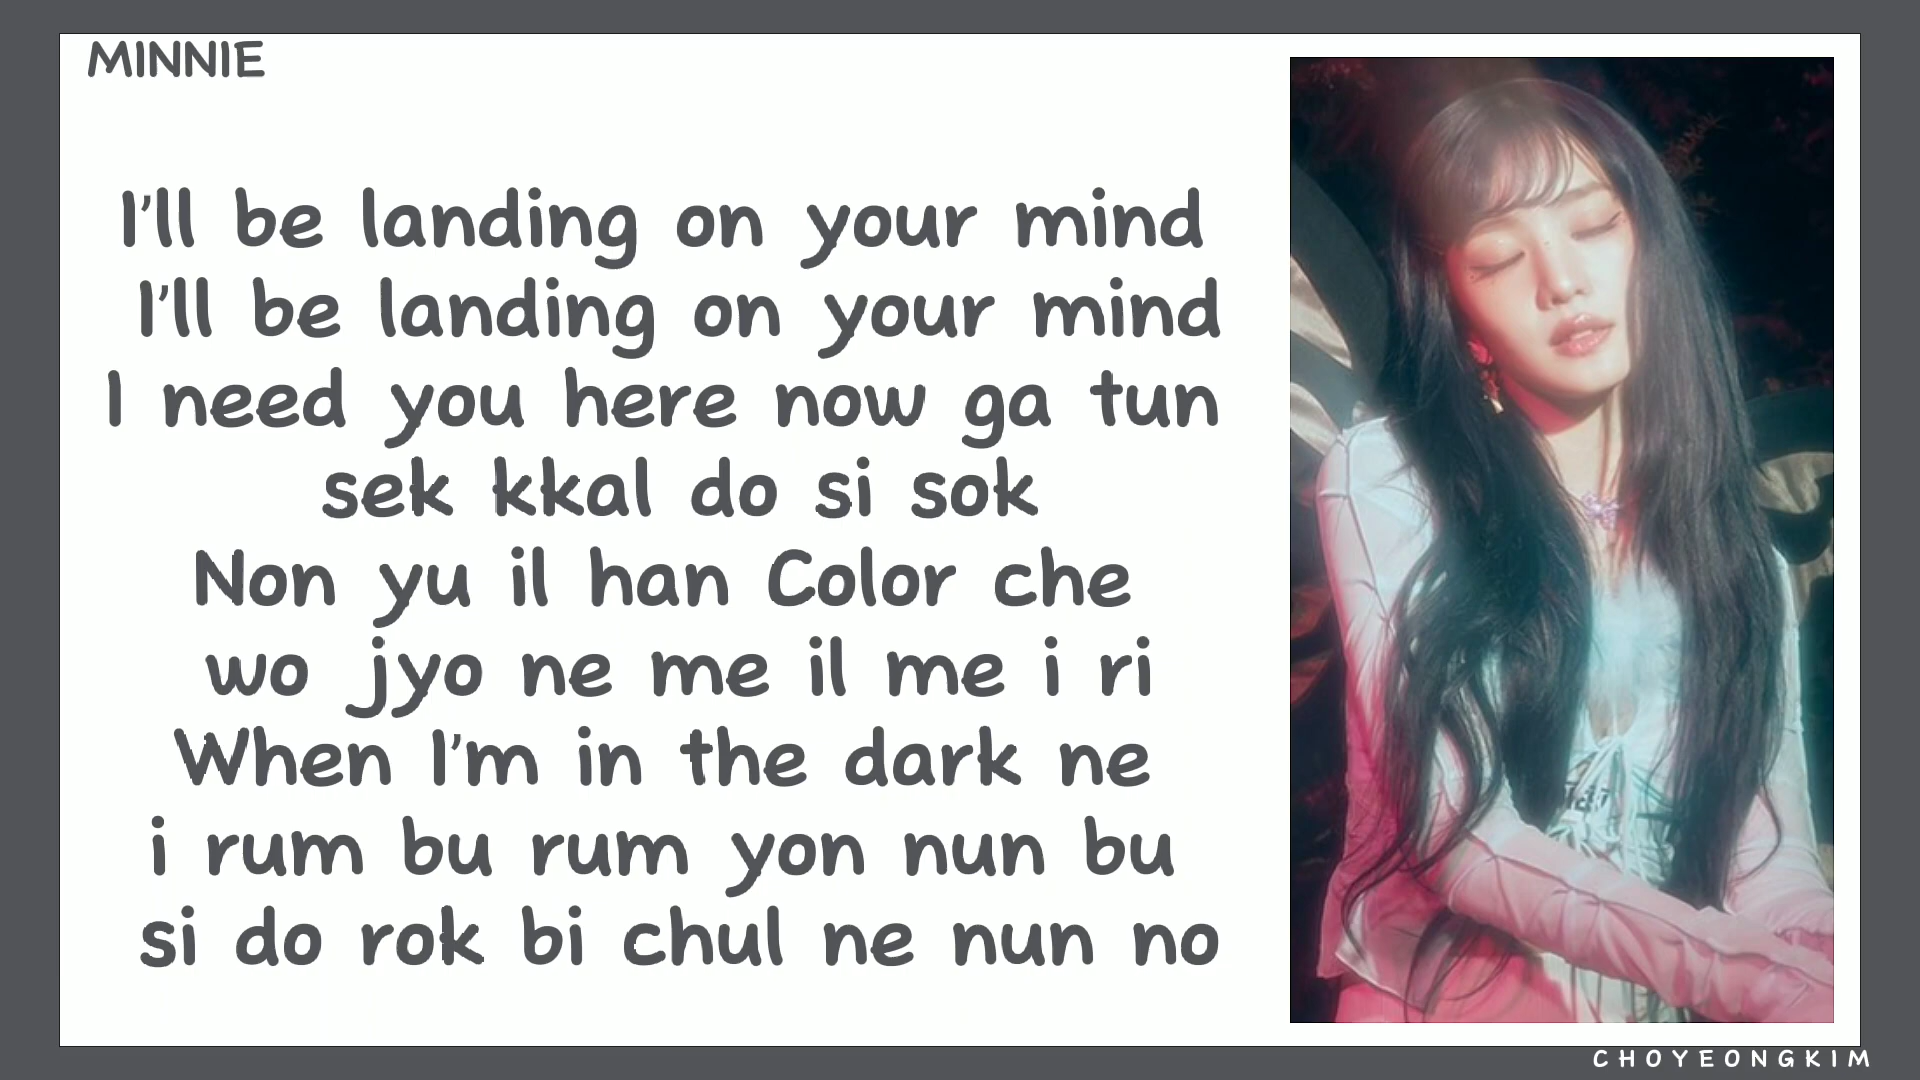 MINNIE
I'll be landing on your mind
I'll be landing on your mind
I need you here now ga tun
sek kkal do si sok
Non yu il han Color che
wo jyo ne me il me i ri
When I'm in the dark ne
i rum bu rum yon nun bu
si do rok bi chul ne nun no
CHOYEONGKIM